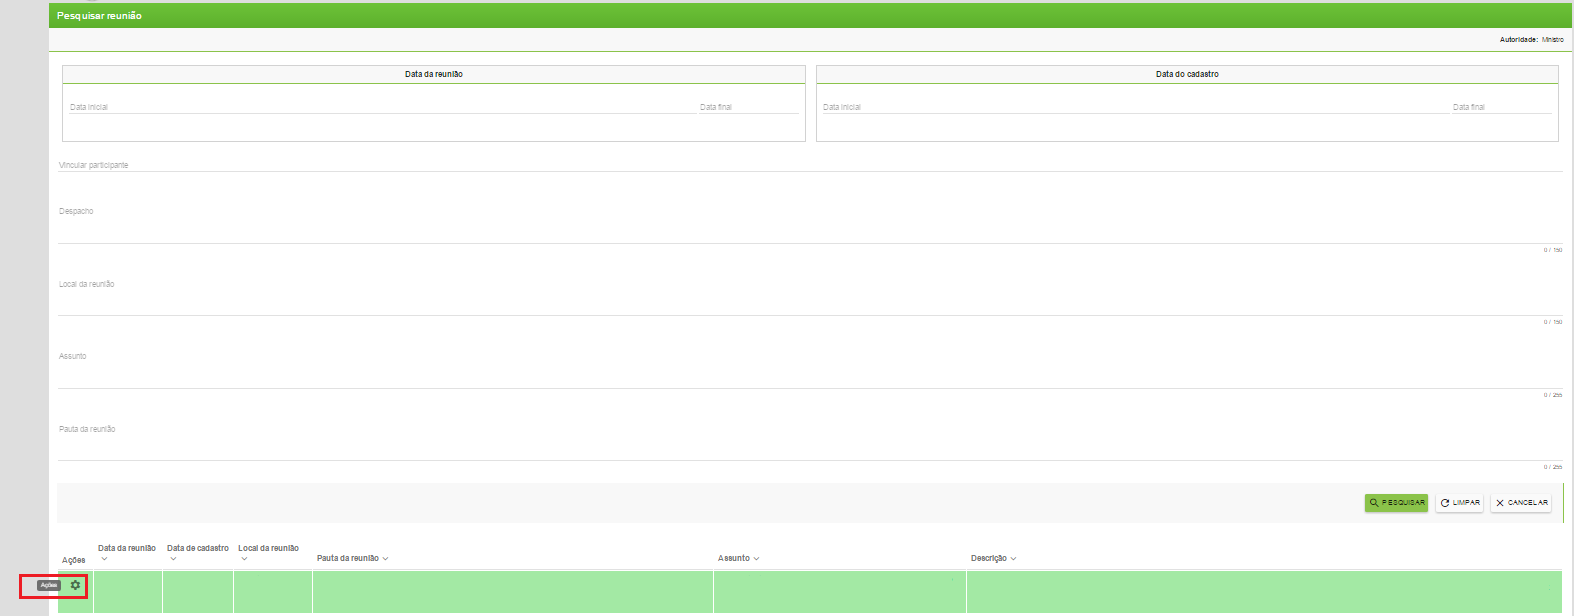 Pesquisar reunião
Autoridade: Ministro
Data da reunião
Data do cadastro
Data inicial
Data final
Data inicial
Data final
Vincular participante
Despacho
0 / 150
Local da reunião
0 / 150
Assunto
0 / 255
Pauta da reunião
0 / 255
PESQUISAR LIMPAR CANCELAR
Ações Data da reunião Data de cadastro Local da reunião Pauta da reunião Assunto Descrição
Ações